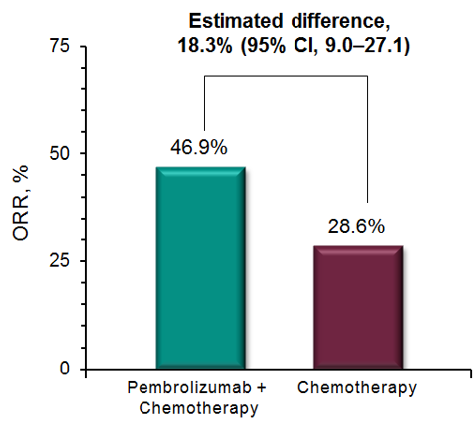 Estimated difference,
18.3% (95% CI, 9.0–27.1)
75
50
25
0
ORR, %
46.9%
28.6%
Pembrolizumab +
Chemotherapy
Chemotherapy